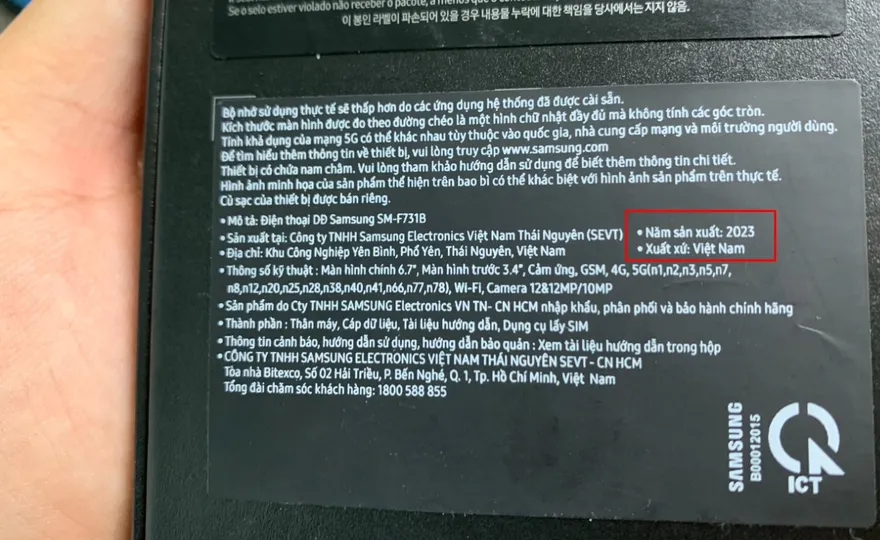 Se o selo estiver violado não receber o pacote, a menos que o
이 봉인 라벨이 파손되어 있을 경우 내용물 누락에 대한 책임을 당사에서는 지지 않음.
Bộ nhớ sử dụng thực tế sẽ thấp hơn do các ứng dụng hệ thống đã được cài sẵn.
Kích thước màn hình được đo theo đường chéo là một hình chữ nhật đầy đủ mà không tính các góc tròn.
Tính khả dụng của mạng 5G có thể khác nhau tùy thuộc vào quốc gia, nhà cung cấp mạng và môi trường người dùng.
Để tìm hiểu thêm thông tin về thiết bị, vui lòng truy cập www.samsung.com
Thiết bị có chứa nam châm. Vui lòng tham khảo hướng dẫn sử dụng để biết thêm thông tin chi tiết.
Hình ảnh minh họa của sản phẩm thể hiện trên bao bì có thể khác biệt với hình ảnh sản phẩm trên thực tế.
Củ sạc của thiết bị được bán riêng.
• Mô tả: Điện thoại DĐ Samsung SM-F731B
• Sản xuất tại: Công ty TNHH Samsung Electronics Việt Nam Thái Nguyên (SEVT) • Năm sản xuất: 2023
• Địa chỉ: Khu Công Nghiệp Yên Bình, Phổ Yên, Thái Nguyên, Việt Nam • Xuất xứ: Việt Nam
• Thông số kỹ thuật : Màn hình chính 6.7", Màn hình trước 3.4", Cảm ứng, GSM, 4G, 5G(n1,n2,n3,n5,n7,
n8,n12,n20,n25,n28,n38,n40,n41,n66,n77,n78), Wi-Fi, Camera 12&12MP/10MP
• Sản phẩm do Cty TNHH SAMSUNG Electronics VN TN- CN HCM nhập khẩu, phân phối và bảo hành chính hãng
• Thành phần : Thân máy, Cáp dữ liệu, Tài liệu hướng dẫn, Dụng cụ lấy SIM
• Thông tin cảnh báo, hướng dẫn sử dụng, hướng dẫn bảo quản : Xem tài liệu hướng dẫn trong hộp
• CÔNG TY TNHH SAMSUNG ELECTRONICS VIỆT NAM THÁI NGUYÊN SEVT - CN HCM
Tòa nhà Bitexco, Số 02 Hải Triều, P. Bến Nghé, Q. 1, Tp. Hồ Chí Minh, Việt Nam
Tổng đài chăm sóc khách hàng: 1800 588 855
SAMSUNG
B00012015
ICT